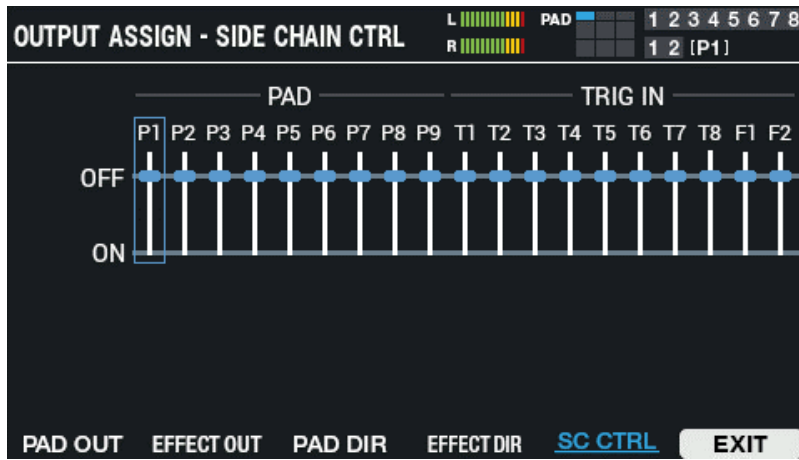 OUTPUT ASSIGN - SIDE CHAIN CTRL
L
R
PAD
1 2 3 4 5 6 7 8
1 2 [P1]
PAD TRIG IN
P1 P2 P3 P4 P5 P6 P7 P8 P9 T1 T2 T3 T4 T5 T6 T7 T8 F1 F2
OFF
ON
PAD OUT EFFECT OUT PAD DIR EFFECT DIR SC CTRL EXIT